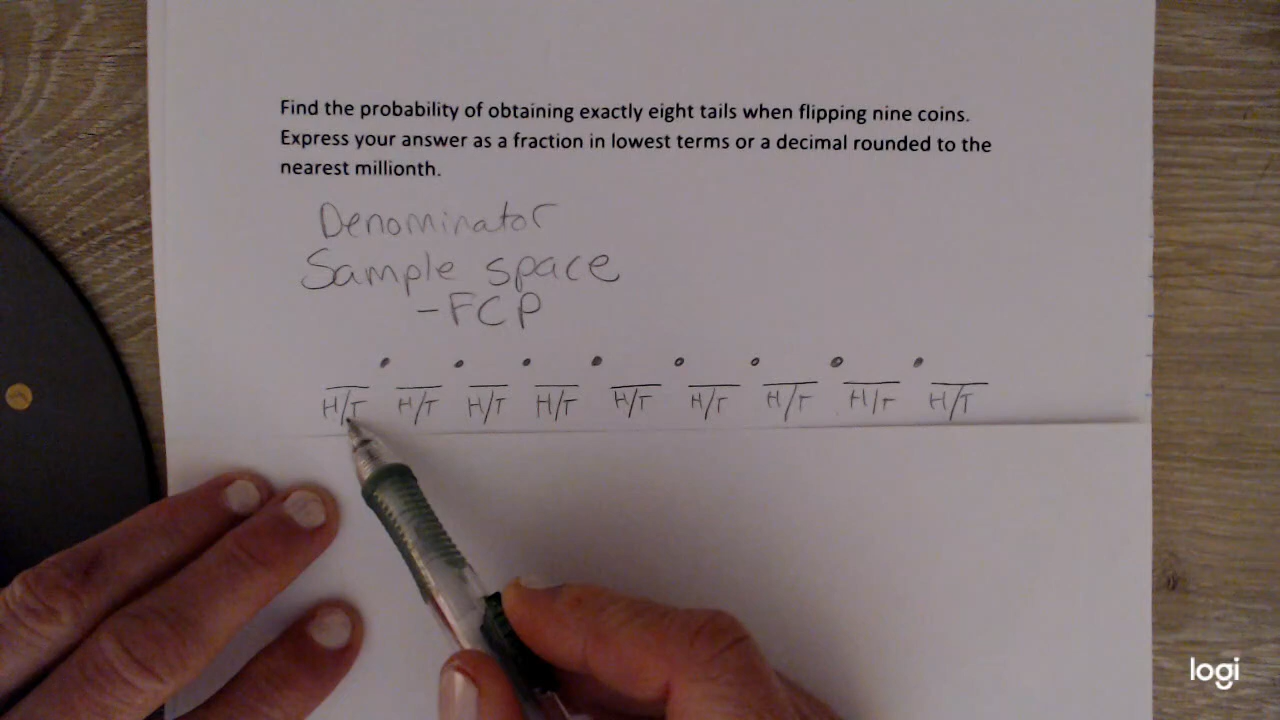 Find the probability of obtaining exactly eight tails when flipping nine coins.
Express your answer as a fraction in lowest terms or a decimal rounded to the
nearest millionth.
Denominator
Sample space
-FCP
H/T H/T H/T H/T H/T H/T H/T H/T H/T
logi